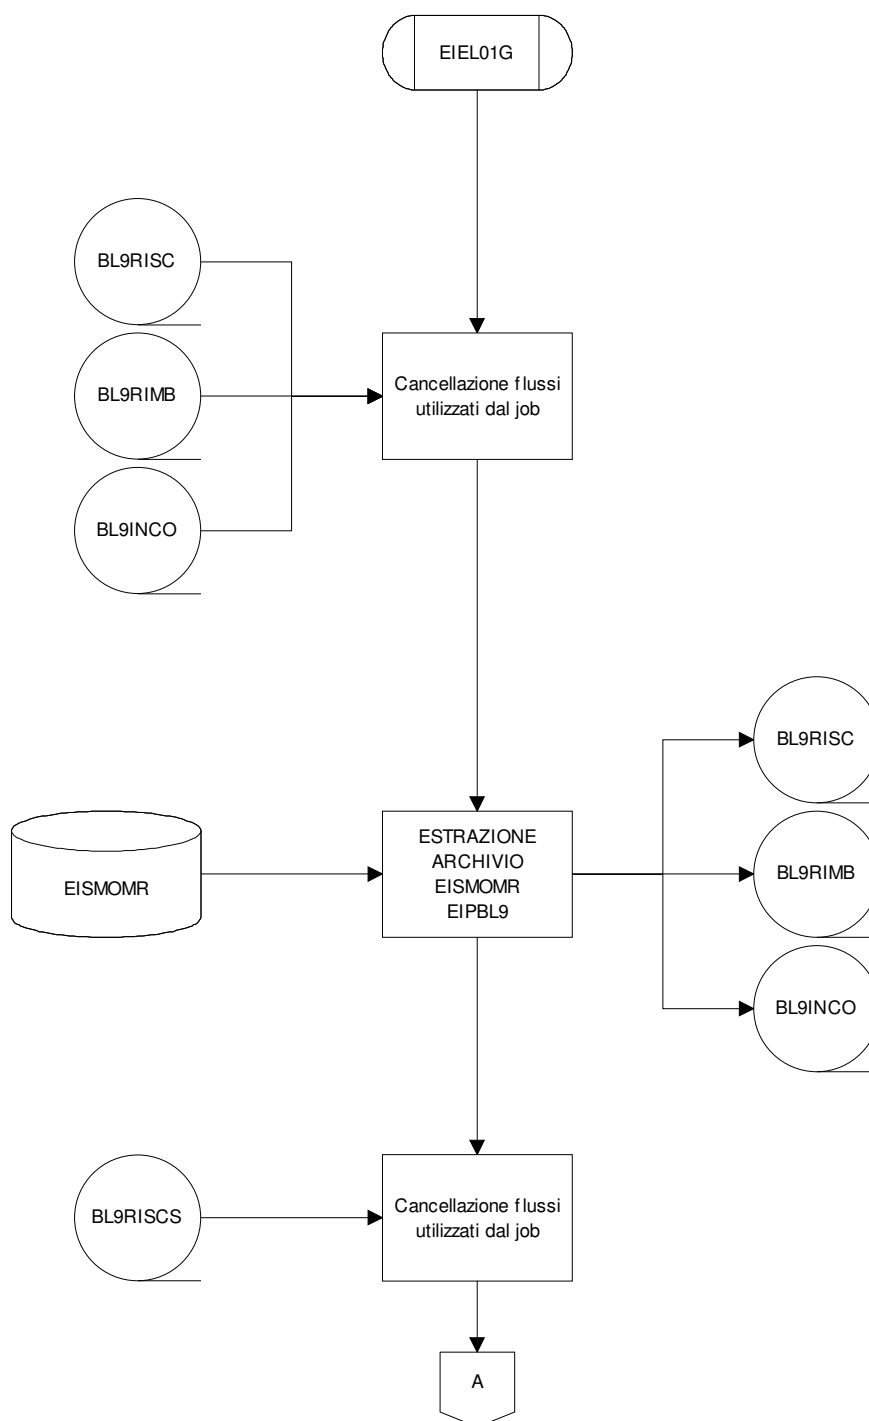 EIEL01G
BL9RISC
BL9RIMB
BL9INCO
Cancellazione flussi
utilizzati dal job
EISMOMR
ESTRAZIONE
ARCHIVIO
EISMOMR
EIPBL9
BL9RISC
BL9RIMB
BL9INCO
BL9RISCS
Cancellazione flussi
utilizzati dal job
A